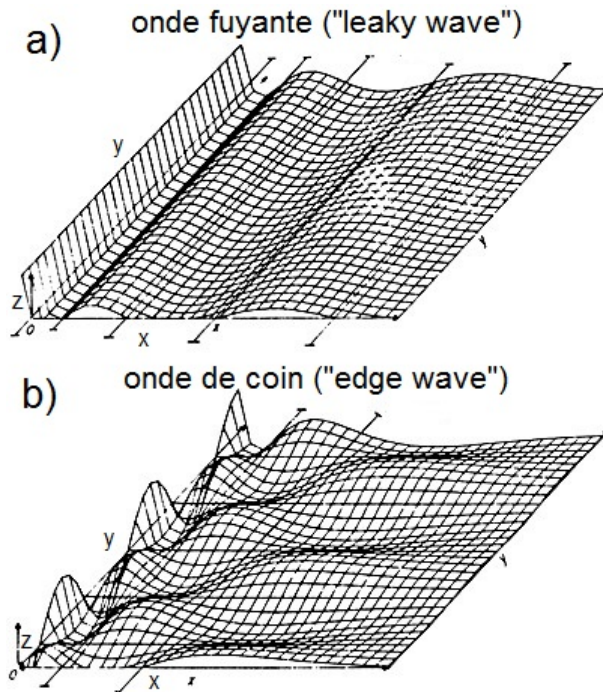 a)
onde fuyante ("leaky wave")
y
z
o
x
x
y
b)
onde de coin ("edge wave")
y
z
o
x
x
y